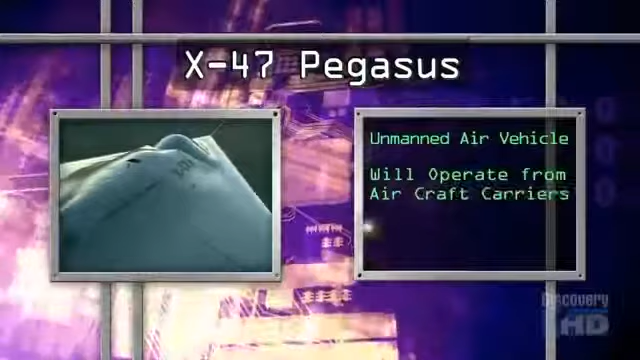 X-47 Pegasus
Unmanned Air Vehicle
Will Operate from
Air Craft Carriers
Discovery
HD